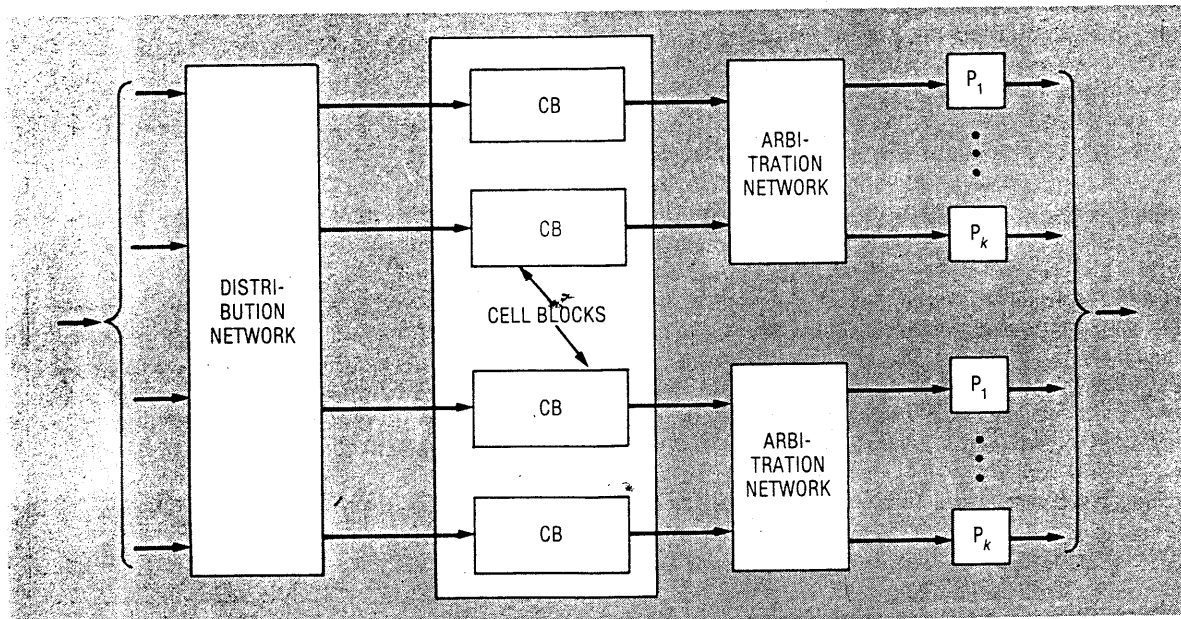 DISTRI-
BUTION
NETWORK
CB
CB
CELL BLOCKS
CB
CB
ARBI-
TRATION
NETWORK
ARBI-
TRATION
NETWORK
P₁
Pₖ
P₁
Pₖ